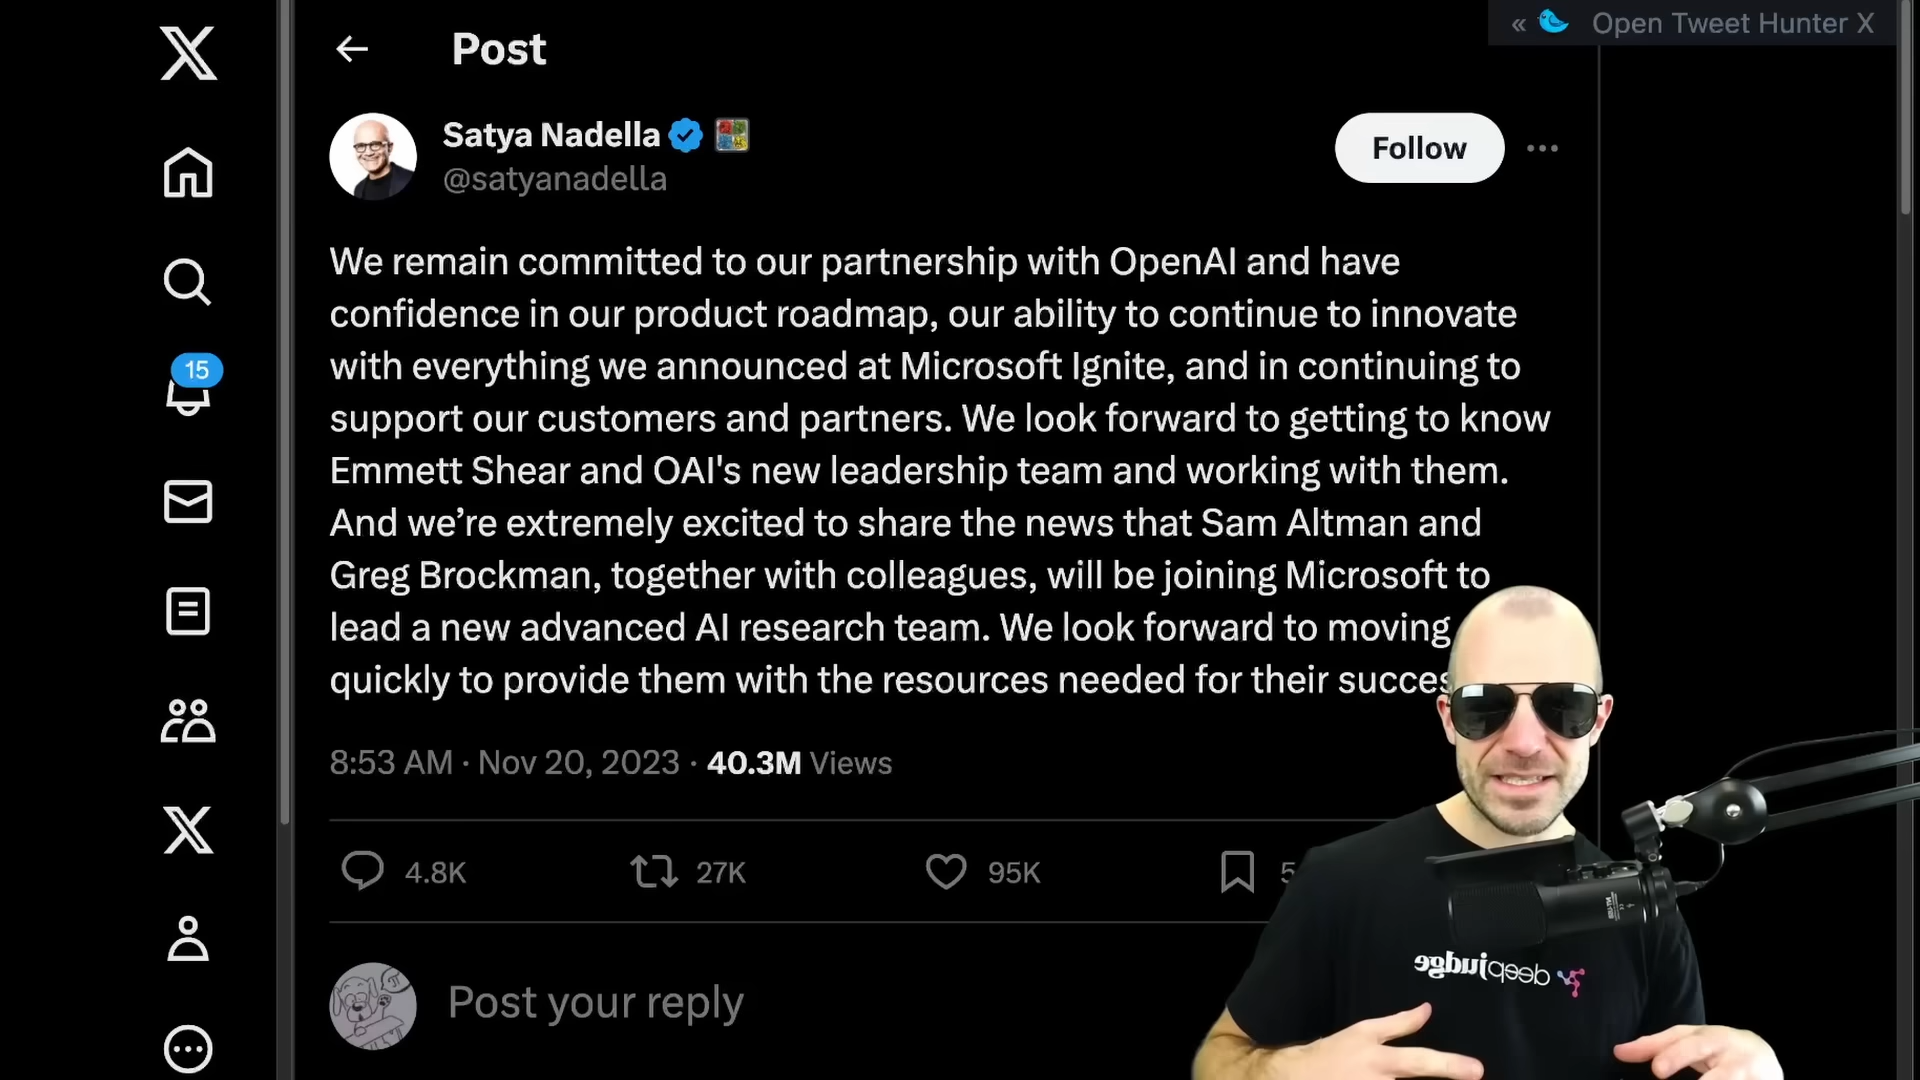 « Open Tweet Hunter X
Post
Satya Nadella
@satyanadella
Follow
We remain committed to our partnership with OpenAI and have
confidence in our product roadmap, our ability to continue to innovate
with everything we announced at Microsoft Ignite, and in continuing to
support our customers and partners. We look forward to getting to know
Emmett Shear and OAI's new leadership team and working with them.
And we’re extremely excited to share the news that Sam Altman and
Greg Brockman, together with colleagues, will be joining Microsoft to
lead a new advanced AI research team. We look forward to moving
quickly to provide them with the resources needed for their succes
8:53 AM · Nov 20, 2023 · 40.3M Views
4.8K 27K 95K 5
Post your reply
15
deepjudge